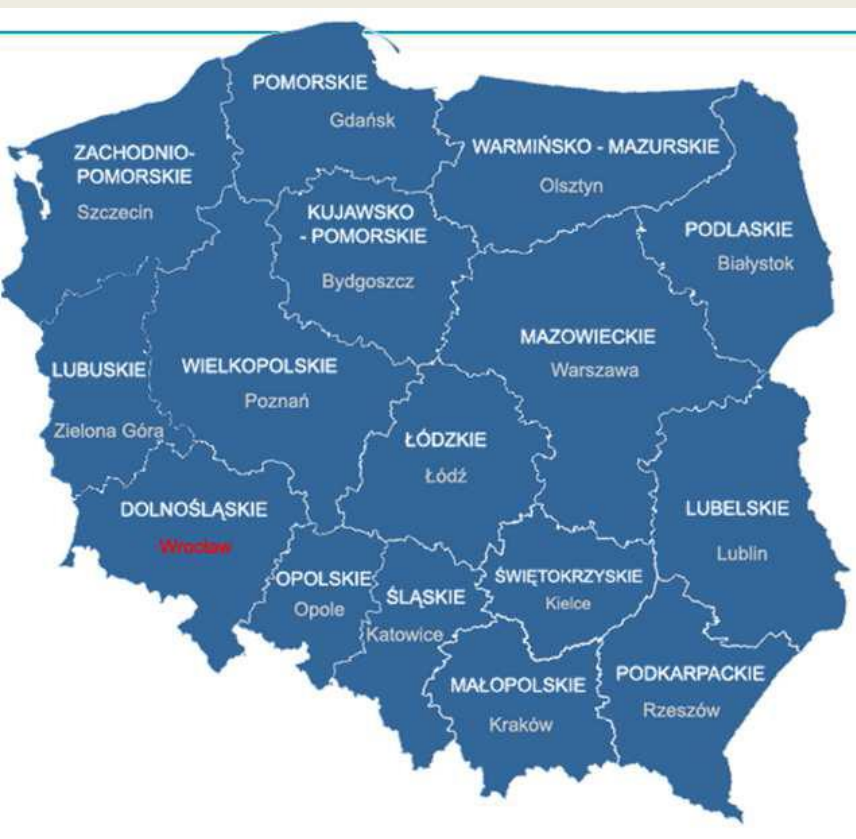 POMORSKIE
Gdańsk
ZACHODNIO-
POMORSKIE
Szczecin
WARMIŃSKO - MAZURSKIE
Olsztyn
KUJAWSKO
- POMORSKIE
Bydgoszcz
PODLASKIE
Białystok
MAZOWIECKIE
Warszawa
LUBUSKIE
Zielona Góra
WIELKOPOLSKIE
Poznań
ŁÓDZKIE
Łódź
DOLNOŚLĄSKIE
Wrocław
LUBELSKIE
Lublin
OPOLSKIE
Opole
ŚLĄSKIE
Katowice
ŚWIĘTOKRZYSKIE
Kielce
MAŁOPOLSKIE
Kraków
PODKARPACKIE
Rzeszów